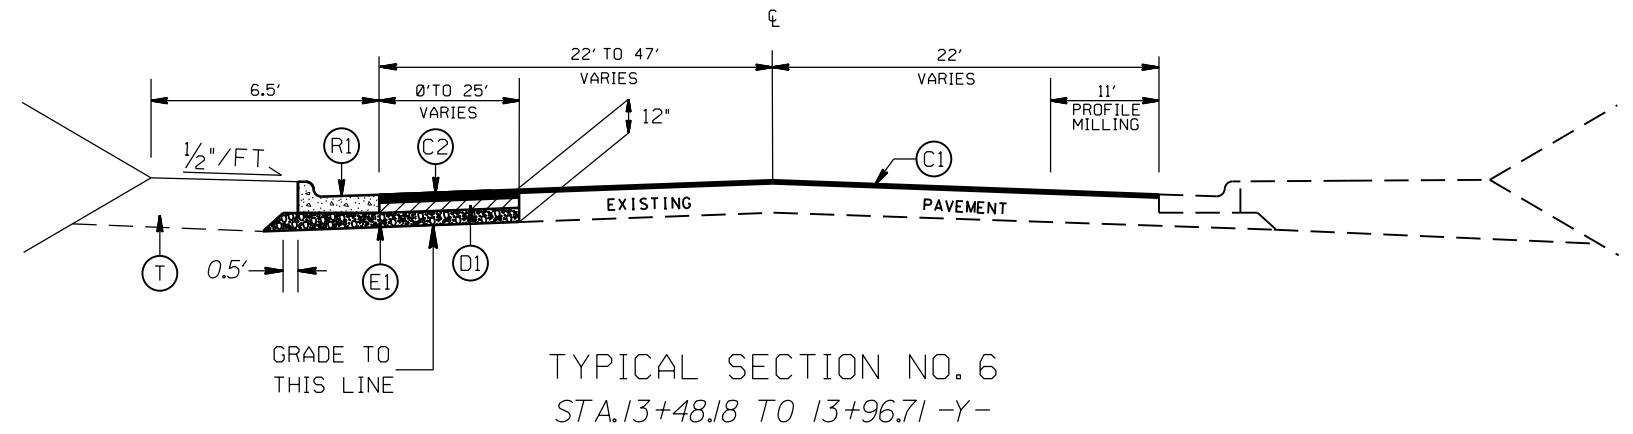 ℄
22' TO 47'
VARIES
22'
VARIES
6.5'
0'TO 25'
VARIES
11'
PROFILE
MILLING
12"
1/2"/FT
R1
C2
C1
EXISTING
PAVEMENT
T
0.5'
E1
D1
GRADE TO
THIS LINE
TYPICAL SECTION NO. 6
STA.13+48.18 TO 13+96.71 -Y-